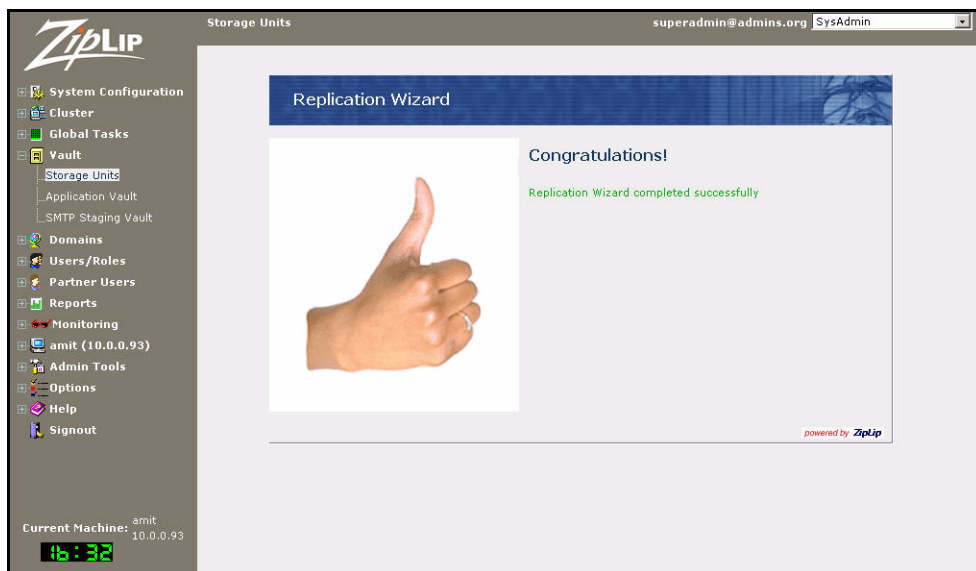 ZipLip
Storage Units
superadmin@admins.org
SysAdmin
System Configuration
Cluster
Global Tasks
Vault
Storage Units
Application Vault
SMTP Staging Vault
Domains
Users/Roles
Partner Users
Reports
Monitoring
amit (10.0.0.93)
Admin Tools
Options
Help
Signout
Current Machine: amit
10.0.0.93
16:32
Replication Wizard
Congratulations!
Replication Wizard completed successfully
powered by ZipLip